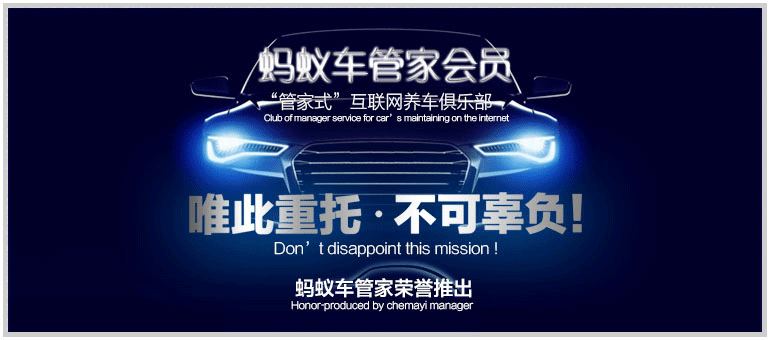 蚂蚁车管家会员
“管家式”互联网养车俱乐部
Club of manager service for car's maintaining on the internet
唯此重托·不可辜负!
Don't disappoint this mission !
蚂蚁车管家荣誉推出
Honor-produced by chemayi manager